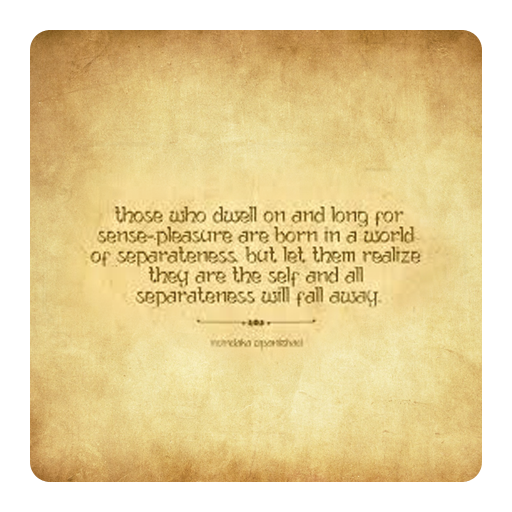 those who dwell on and long for
sense-pleasure are born in a world
of separateness. but let them realize
they are the self and all
separateness will fall away.
mundaka upanishad